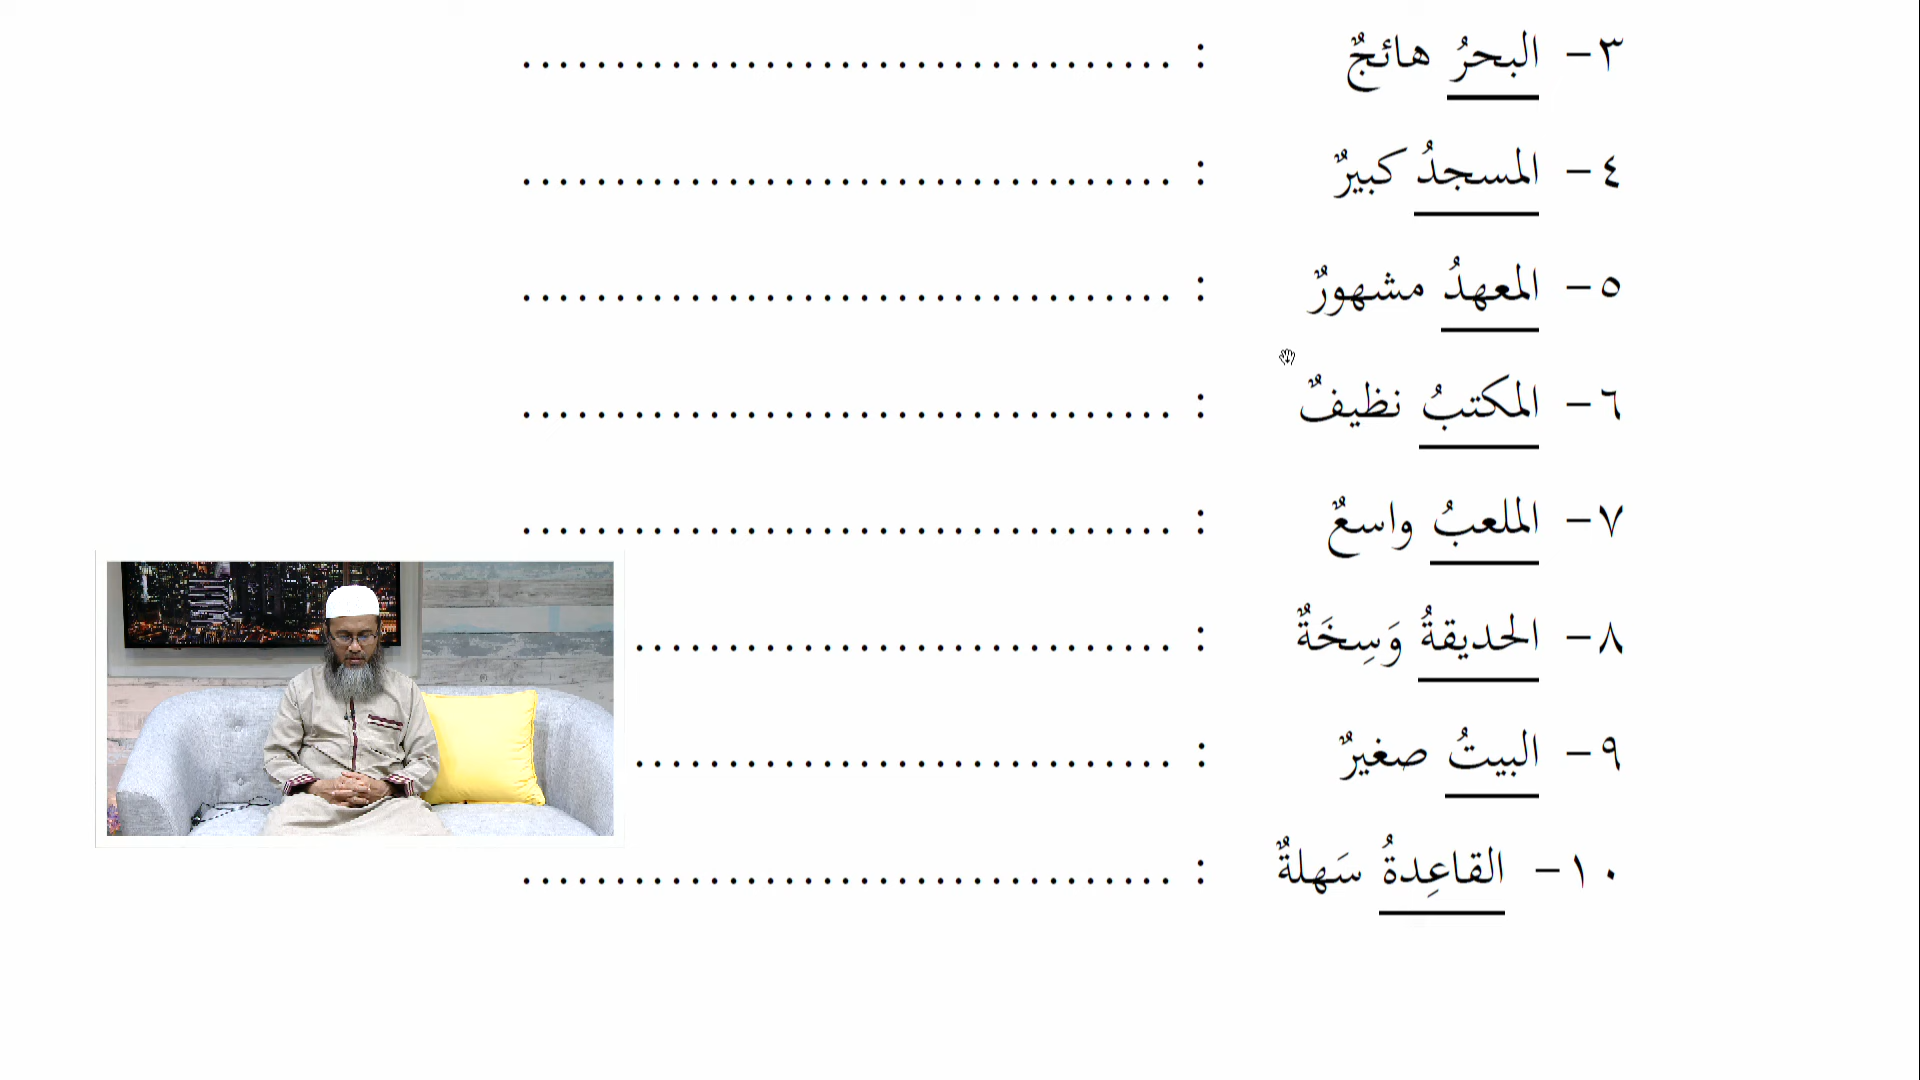 ٣- البحرُ هائجٌ : ....................................
٤- المسجدُ كبيرٌ : ....................................
٥- المعهدُ مشهورٌ : ....................................
٦- المكتبُ نظيفٌ : ....................................
٧- الملعبُ واسعٌ : ....................................
٨- الحديقةُ وَسِخَةٌ : ..............................
٩- البيتُ صغيرٌ : ..............................
١٠- القاعِدةُ سَهلةٌ : ....................................